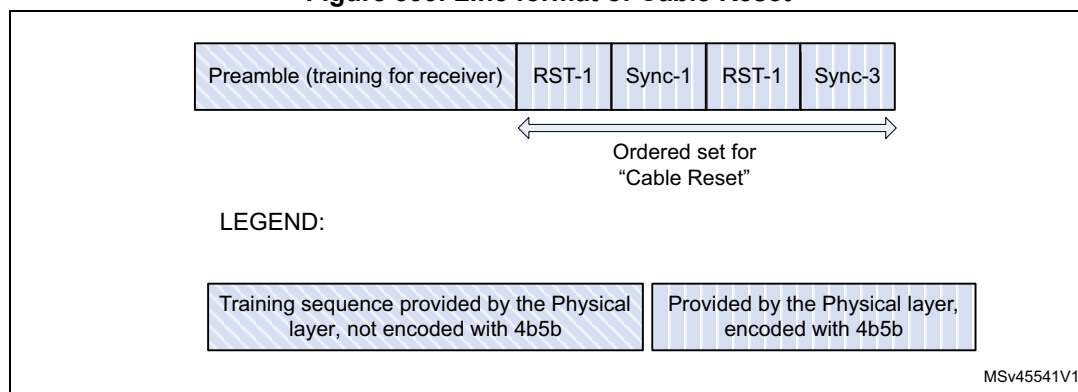 Preamble (training for receiver) RST-1 Sync-1 RST-1 Sync-3
Ordered set for
“Cable Reset”
LEGEND:
Training sequence provided by the Physical
layer, not encoded with 4b5b
Provided by the Physical layer,
encoded with 4b5b
MSv45541V1